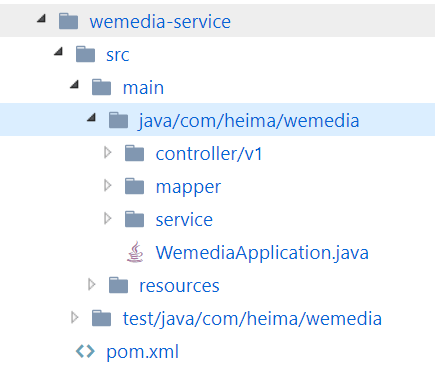 wemedia-service
src
main
java/com/heima/wemedia
controller/v1
mapper
service
WemediaApplication.java
resources
test/java/com/heima/wemedia
pom.xml